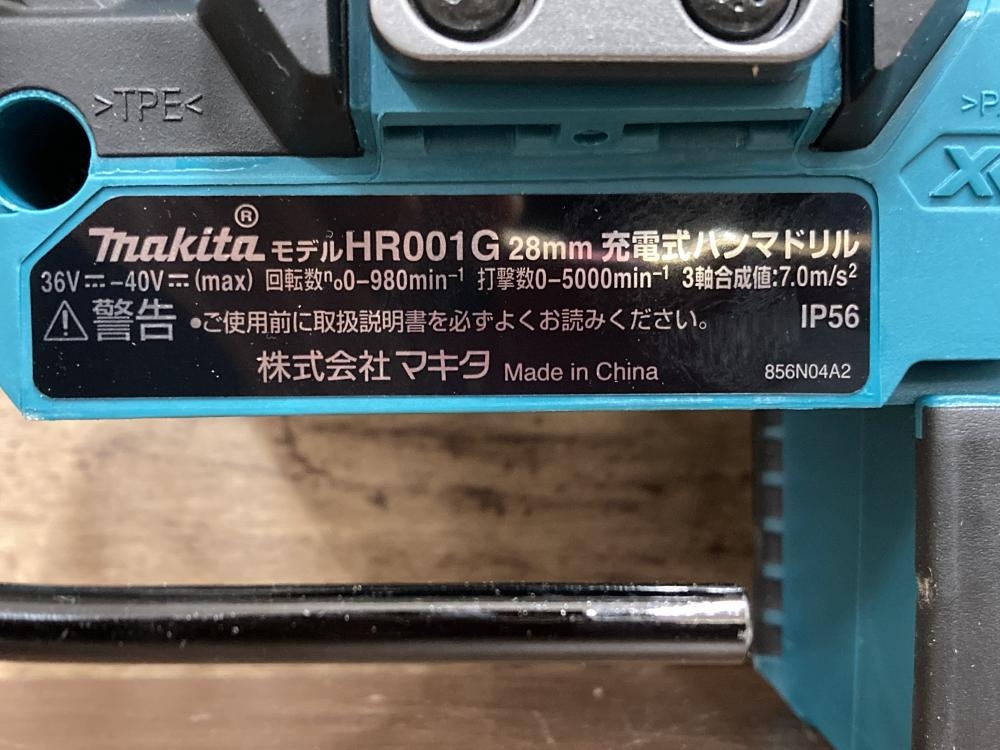 >TPE<
makita® モデルHR001G 28mm 充電式ハンマドリル
36V⎓–40V⎓(max) 回転数n₀0–980min⁻¹ 打撃数0–5000min⁻¹ 3軸合成値:7.0m/s²
⚠警告 •ご使用前に取扱説明書を必ずよくお読みください。 IP56
株式会社マキタ Made in China 856N04A2